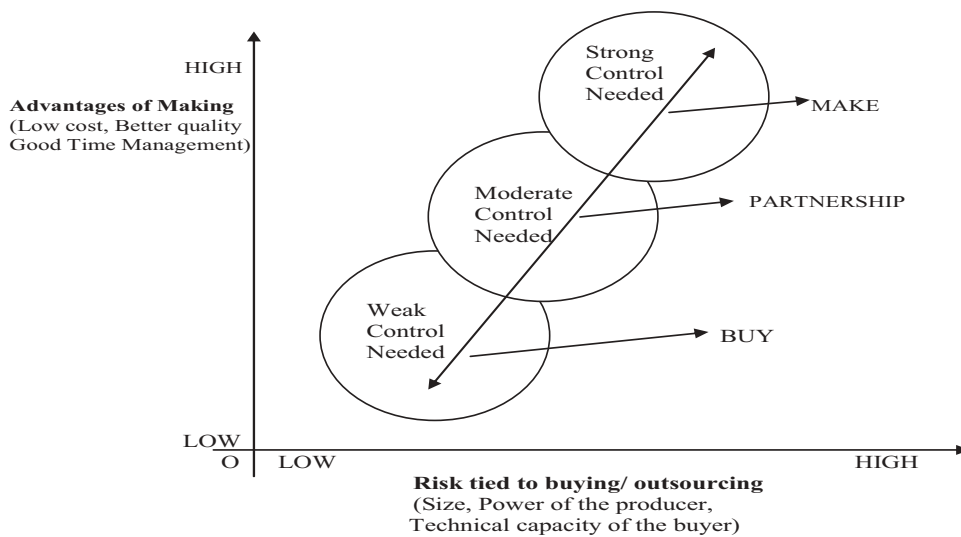 Strong
Control
Needed
HIGH
Advantages of Making
(Low cost, Better quality
Good Time Management)
MAKE
Moderate
Control
Needed
PARTNERSHIP
Weak
Control
Needed
BUY
LOW
O
LOW
HIGH
Risk tied to buying/ outsourcing
(Size, Power of the producer,
Technical capacity of the buyer)